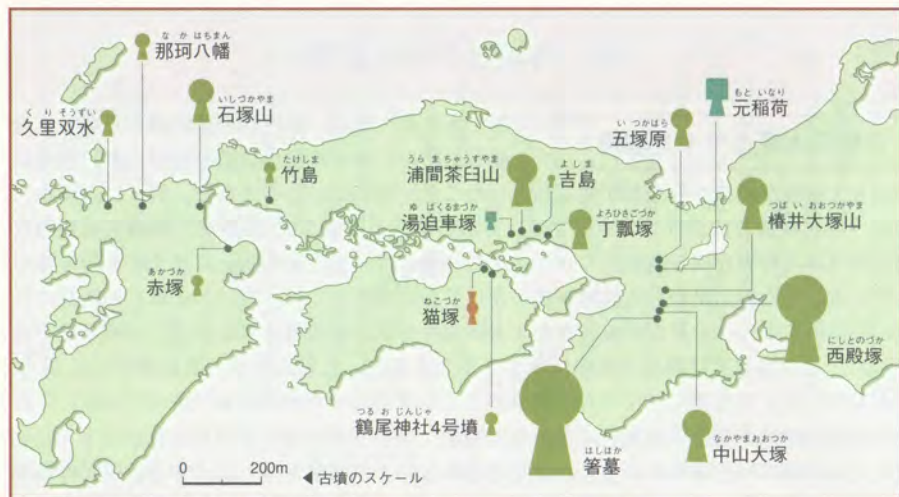 な か はちまん
那珂八幡
く り そうずい
久里双水
いしづかやま
石塚山
たけしま
竹島
うら ま ちゃうすやま
浦間茶臼山
よ しま
吉島
い つかはら
五塚原
もと いなり
元稲荷
ゆ ばくるまづか
湯迫車塚
よろひさごづか
丁瓢塚
つば い おおつかやま
椿井大塚山
あかづか
赤塚
ねこづか
猫塚
にしとのづか
西殿塚
つる お じんじゃ
鶴尾神社4号墳
はしはか
箸墓
なかやまおおつか
中山大塚
0 200m
◀古墳のスケール